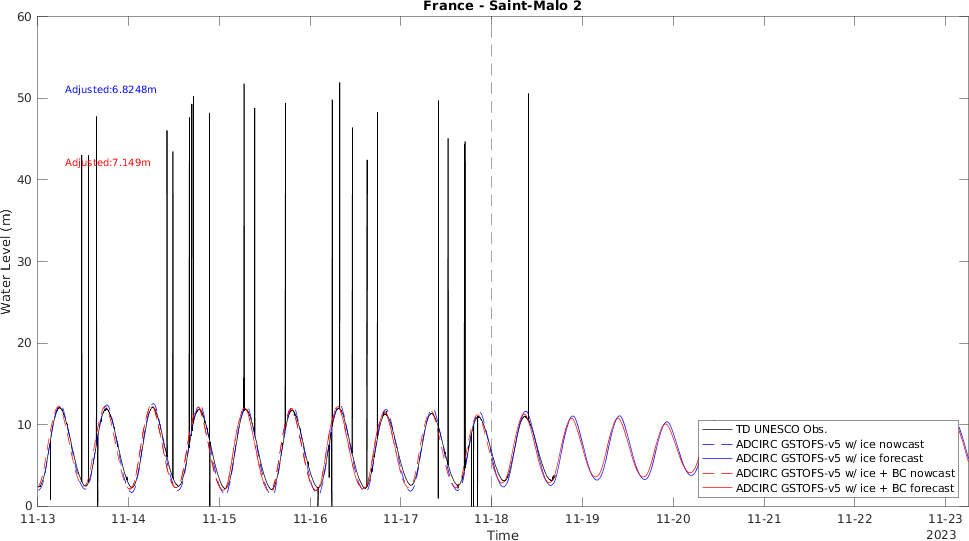 France - Saint-Malo 2
60
50
40
30
20
10
0
Water Level (m)
Adjusted:6.8248m
Adjusted:7.149m
TD UNESCO Obs.
ADCIRC GSTOFS-v5 w/ ice nowcast
ADCIRC GSTOFS-v5 w/ ice forecast
ADCIRC GSTOFS-v5 w/ ice + BC nowcast
ADCIRC GSTOFS-v5 w/ ice + BC forecast
11-13 11-14 11-15 11-16 11-17 11-18 11-19 11-20 11-21 11-22 11-23
Time 2023